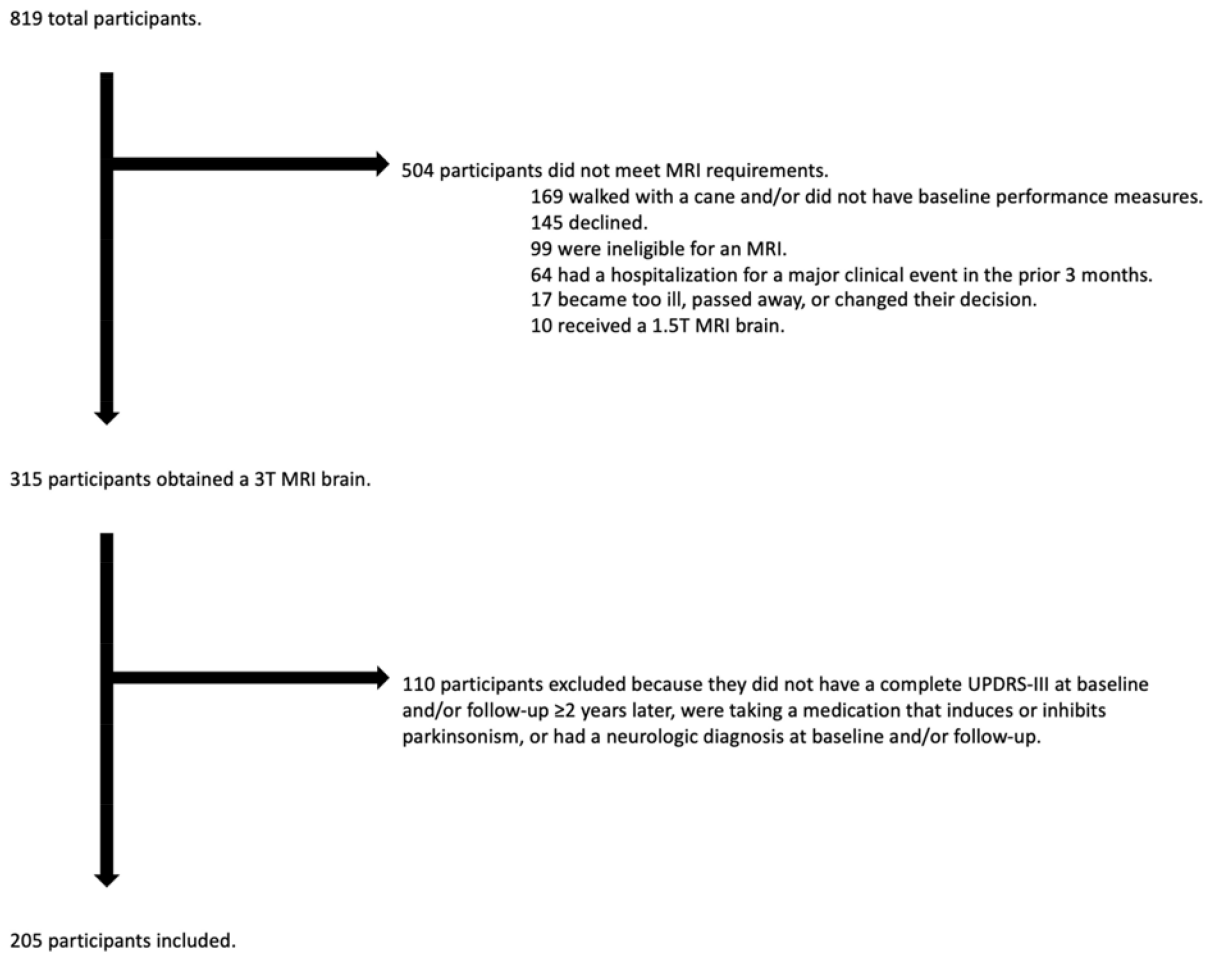 819 total participants.
504 participants did not meet MRI requirements.
169 walked with a cane and/or did not have baseline performance measures.
145 declined.
99 were ineligible for an MRI.
64 had a hospitalization for a major clinical event in the prior 3 months.
17 became too ill, passed away, or changed their decision.
10 received a 1.5T MRI brain.
315 participants obtained a 3T MRI brain.
110 participants excluded because they did not have a complete UPDRS-III at baseline
and/or follow-up ≥2 years later, were taking a medication that induces or inhibits
parkinsonism, or had a neurologic diagnosis at baseline and/or follow-up.
205 participants included.